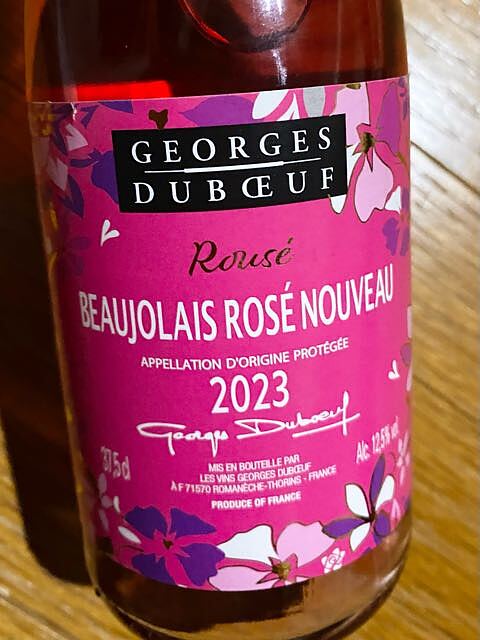 GEORGES
DUBŒUF
Rousé
BEAUJOLAIS ROSÉ NOUVEAU
APPELLATION D'ORIGINE PROTÉGÉE
2023
Georges Duboeuf
37,5cl
Alc. 12,5% vol.
MIS EN BOUTEILLE PAR
LES VINS GEORGES DUBŒUF
À F 71570 ROMANÈCHE-THORINS - FRANCE
PRODUCE OF FRANCE